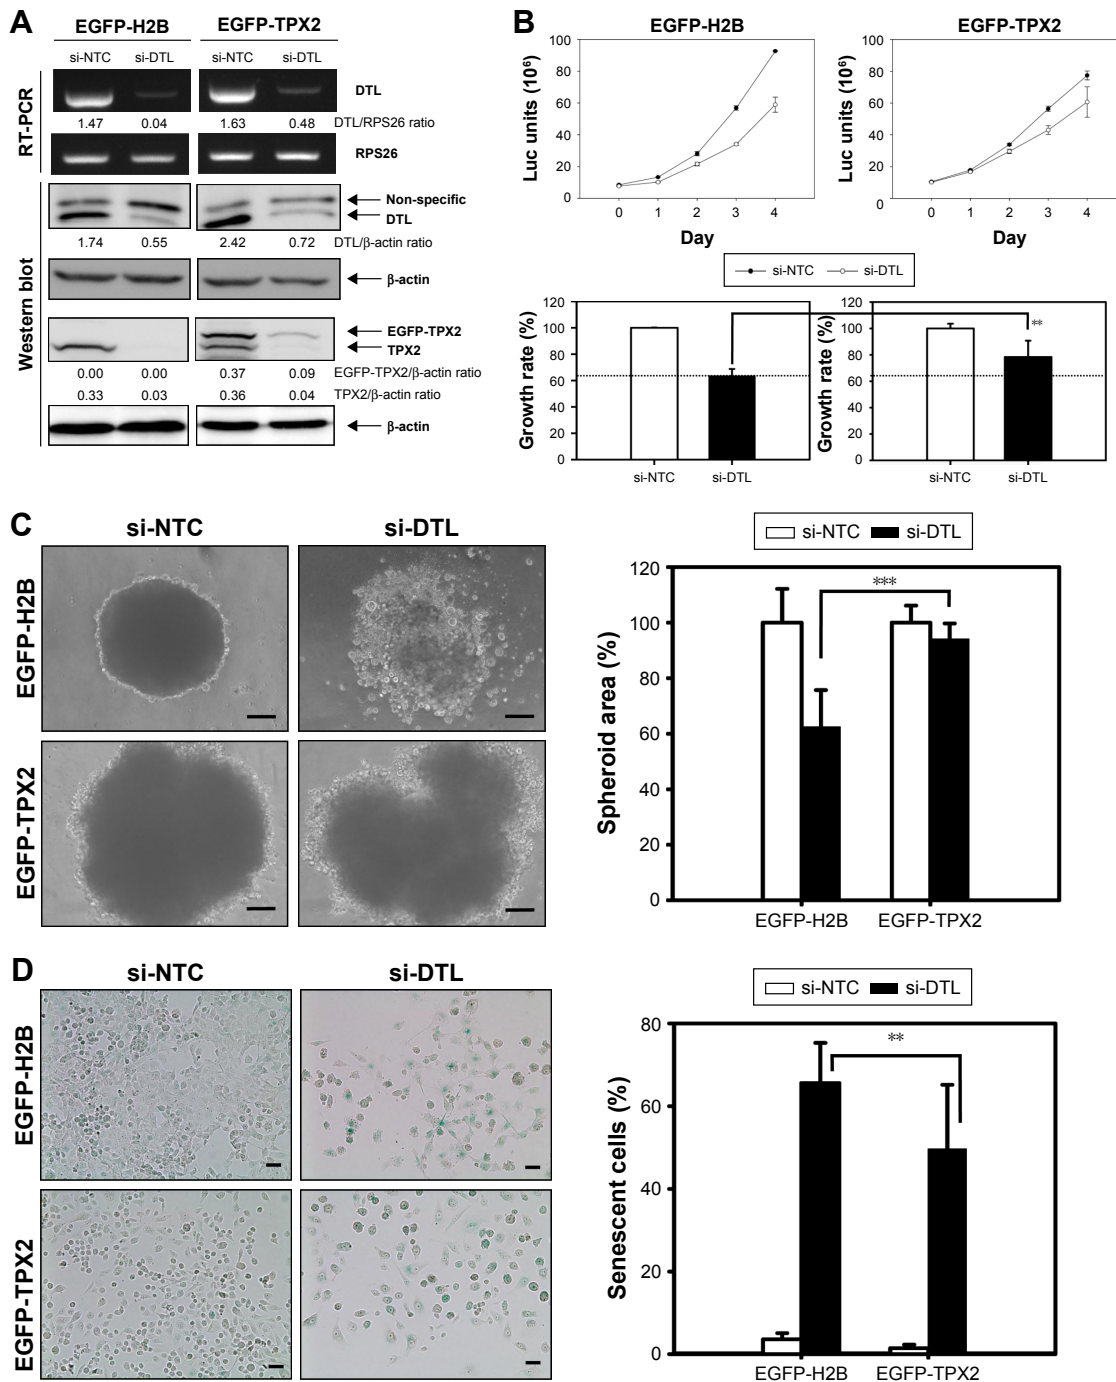 A
EGFP-H2B EGFP-TPX2
si-NTC si-DTL si-NTC si-DTL
RT-PCR
DTL
1.47 0.04 1.63 0.48 DTL/RPS26 ratio
RPS26
Western blot
Non-specific
DTL
1.74 0.55 2.42 0.72 DTL/β-actin ratio
β-actin
EGFP-TPX2
TPX2
0.00 0.00 0.37 0.09 EGFP-TPX2/β-actin ratio
0.33 0.03 0.36 0.04 TPX2/β-actin ratio
β-actin
B
EGFP-H2B
Luc units (10⁶)
100
80
60
40
20
0
0 1 2 3 4
Day
EGFP-TPX2
Luc units (10⁶)
100
80
60
40
20
0
0 1 2 3 4
Day
si-NTC si-DTL
Growth rate (%)
120
100
80
60
40
20
0
si-NTC si-DTL
Growth rate (%)
120
100
80
60
40
20
0
**
si-NTC si-DTL
C
si-NTC si-DTL
EGFP-H2B
EGFP-TPX2
si-NTC si-DTL
Spheroid area (%)
120
100
80
60
40
20
0
***
EGFP-H2B EGFP-TPX2
D
si-NTC si-DTL
EGFP-H2B
EGFP-TPX2
si-NTC si-DTL
Senescent cells (%)
80
60
40
20
0
**
EGFP-H2B EGFP-TPX2